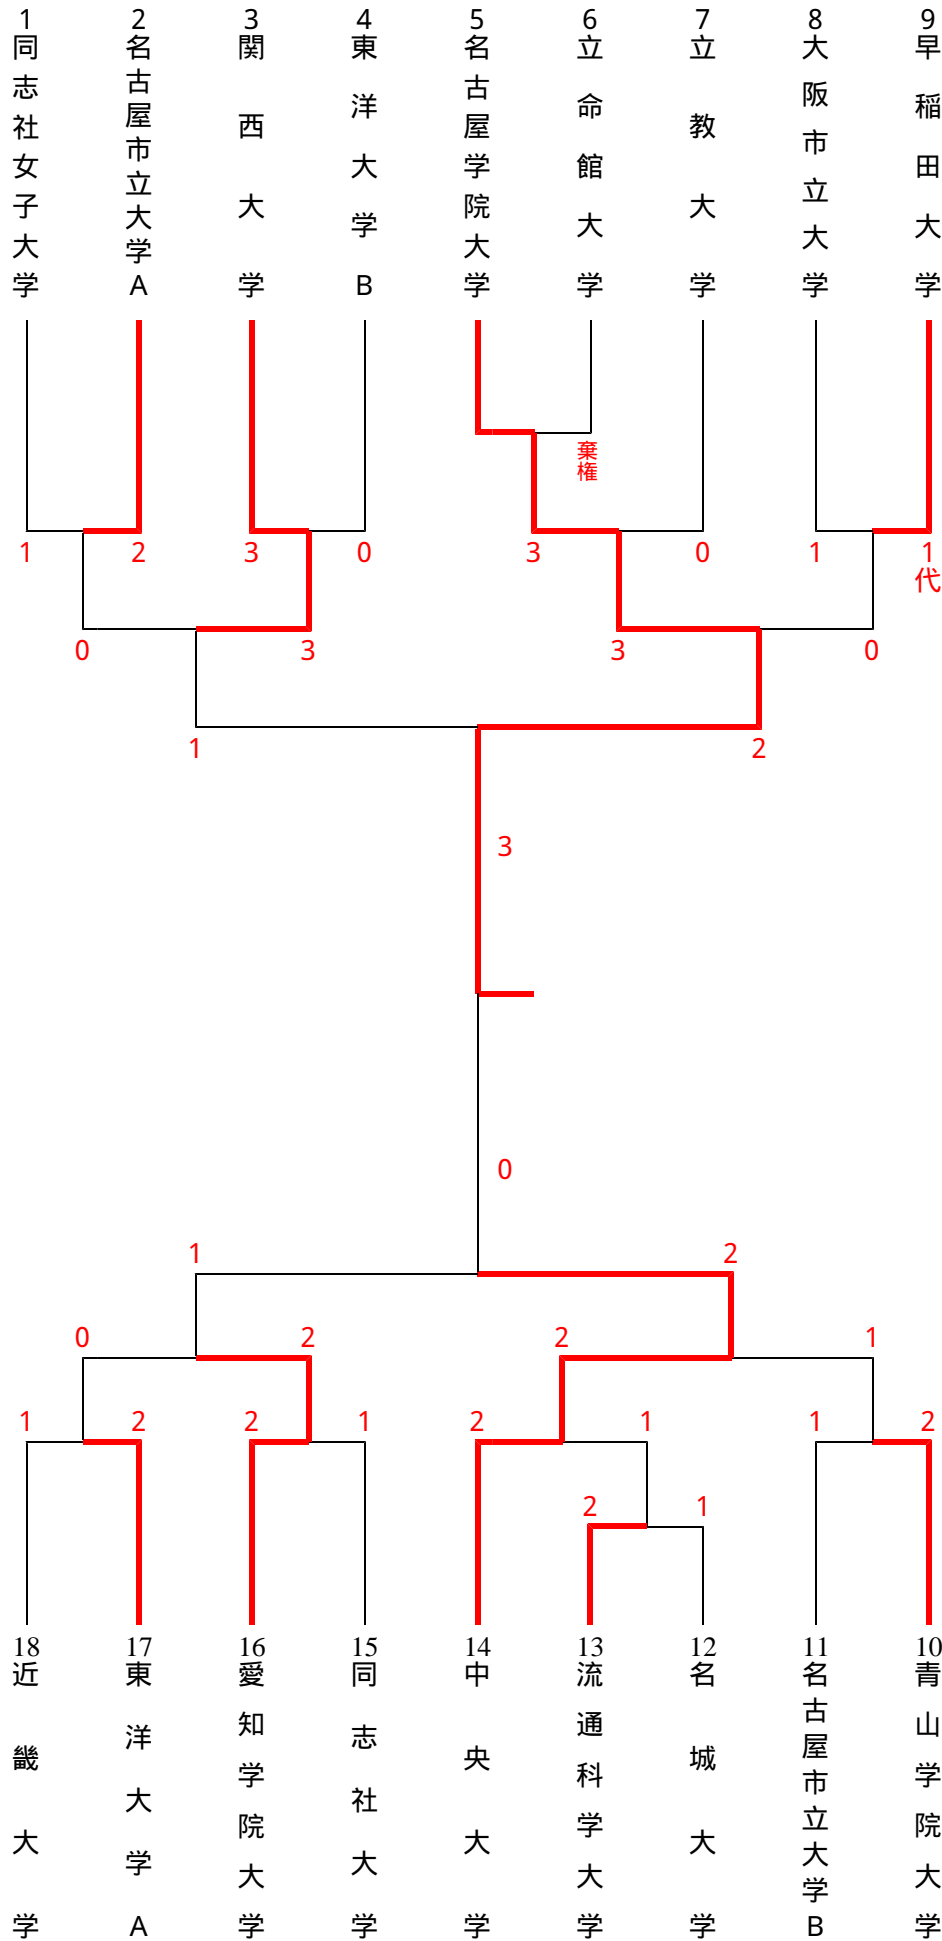 1
同志社女子大学
2
名古屋市立大学A
3
関西大学
4
東洋大学B
5
名古屋学院大学
6
立命館大学
7
立教大学
8
大阪市立大学
9
早稲田大学
棄権
1
2
3
0
3
0
1
1
代
0
3
3
0
1
2
3
0
1
2
0
2
2
1
1
2
2
1
2
1
1
2
2
1
18
近畿大学
17
東洋大学A
16
愛知学院大学
15
同志社大学
14
中央大学
13
流通科学大学
12
名城大学
11
名古屋市立大学B
10
青山学院大学